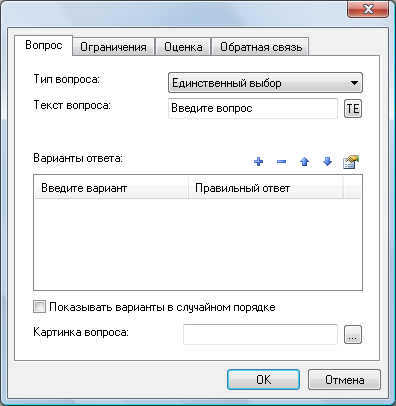 Вопрос Ограничения Оценка Обратная связь
Тип вопроса: Единственный выбор
Текст вопроса: Введите вопрос TE
Варианты ответа:
Введите вариант Правильный ответ
Показывать варианты в случайном порядке
Картинка вопроса: ...
OK Отмена